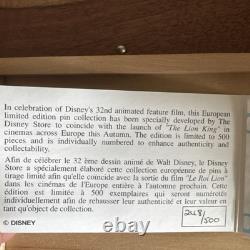 In celebration of Disney's 32nd animated feature film, this European
limited edition pin collection has been specially developed by The
Disney Store to coincide with the launch of "The Lion King" in
cinemas across Europe this Autumn. The edition is limited to 500
pieces and is individually numbered to enhance authenticity and
collectability.
Afin de célébrer le 32 ème dessin animé de Walt Disney, le Disney
Store a spécialement élaboré cette collection européenne de pins à
tirage limité afin qu'elle coincide avec la sortie du film "Le Roi Lion"
dans les cinémas de l'Europe entière l'automne prochain. Cette
édition est limitée à 500 exemplaires qui seront numérotés
individuellement afin de rehausser leur authenticité et leur valeur en
tant qu'object de collection.
248/500
© DISNEY